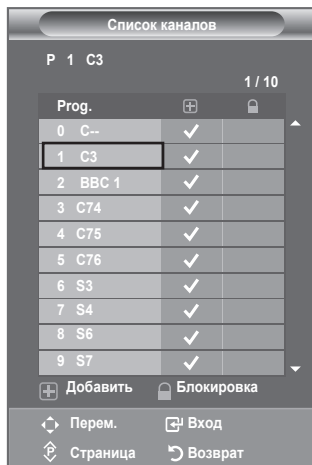 Список каналов
P 1 C3
1 / 10
Prog.
0 C--
1 C3
2 BBC 1
3 C74
4 C75
5 C76
6 S3
7 S4
8 S6
9 S7
Добавить Блокировка
Перем. Вход
Страница Возврат